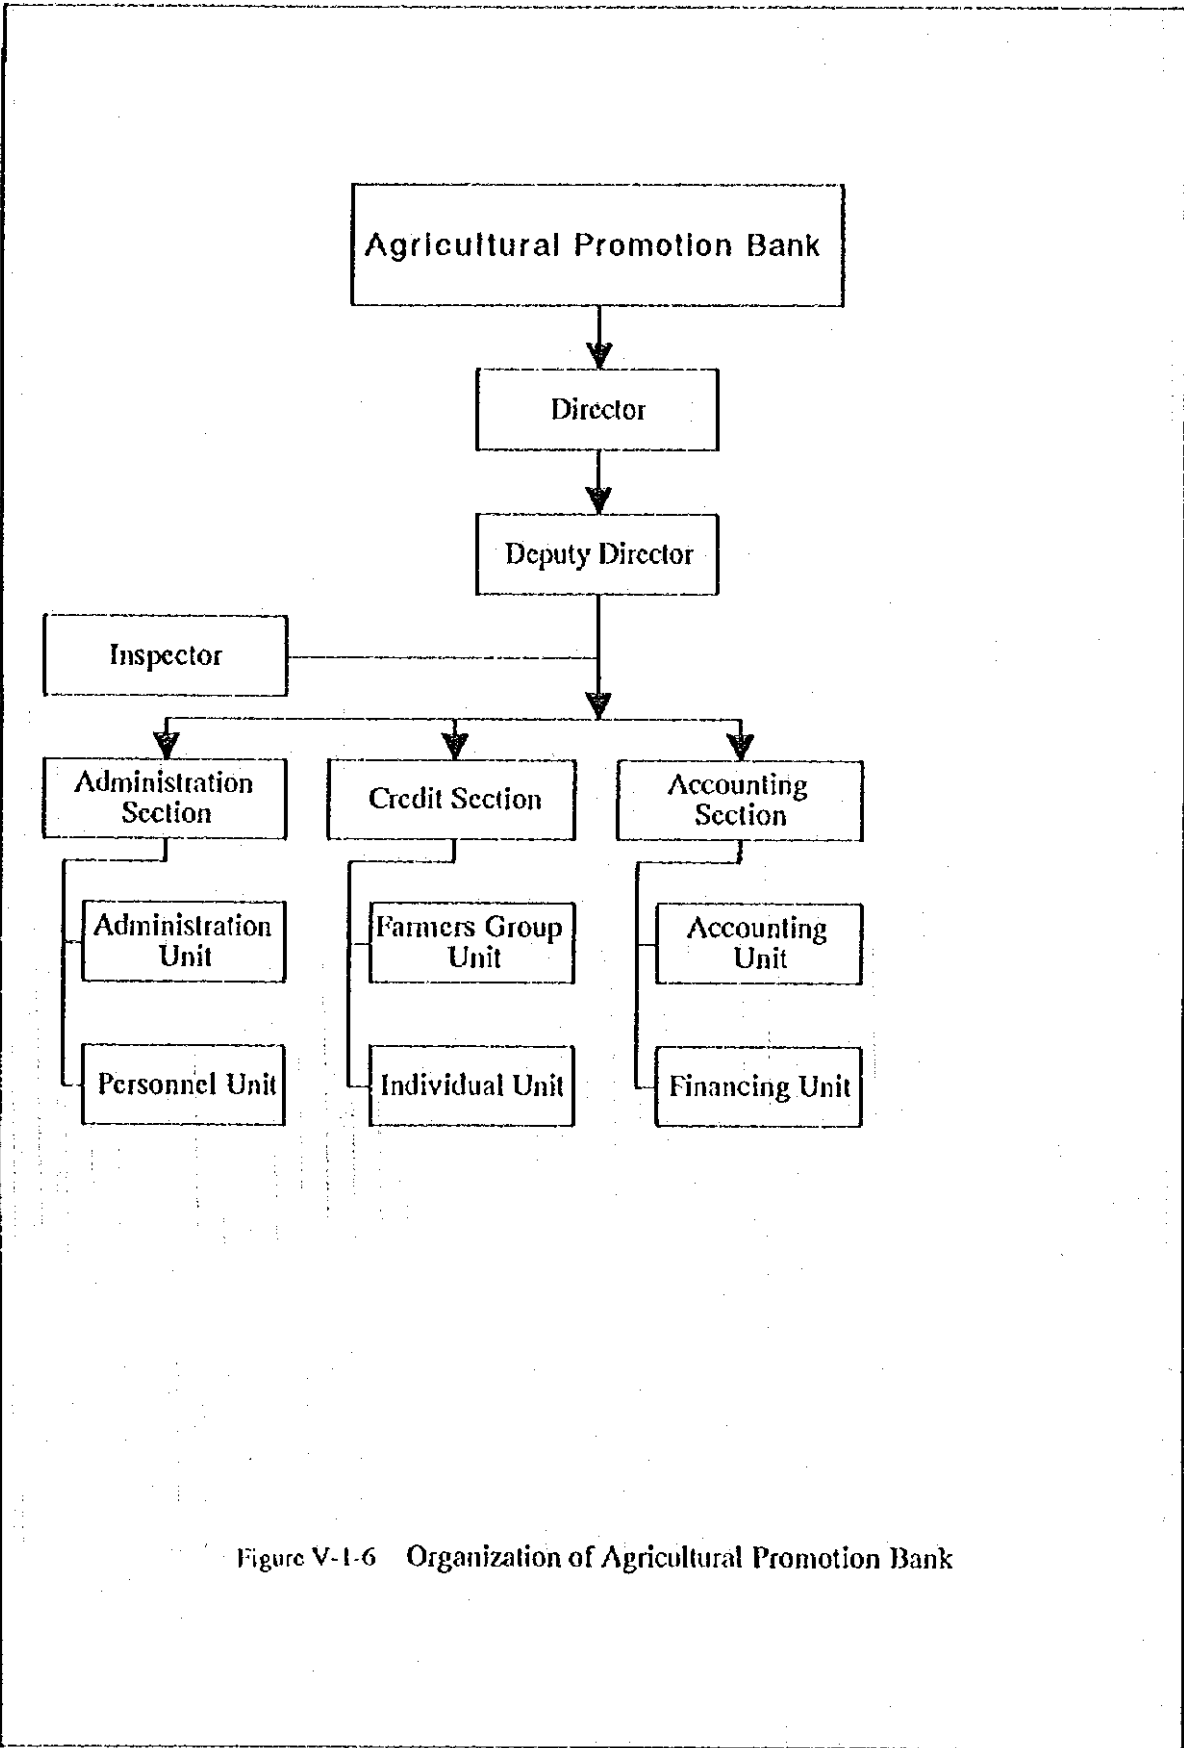 Agricultural Promotion Bank
Director
Deputy Director
Inspector
Administration
Section
Credit Section
Accounting
Section
Administration
Unit
Farmers Group
Unit
Accounting
Unit
Personnel Unit
Individual Unit
Financing Unit
Figure V-1-6 Organization of Agricultural Promotion Bank